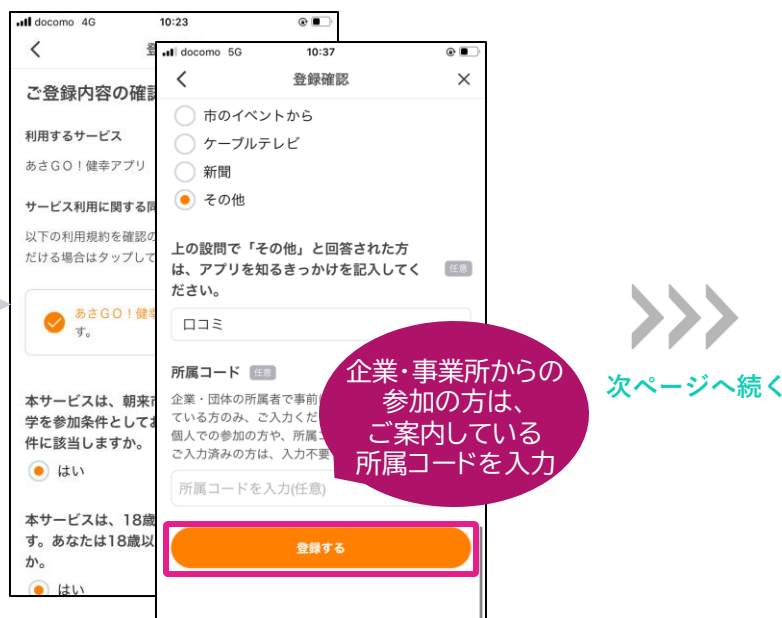 docomo 4G 10:23
ご登録内容の確認
利用するサービス
あさGO！健幸アプリ
サービス利用に関する同
以下の利用規約を確認の
だける場合はタップして
あさGO！健幸
す。
本サービスは、朝来市
学を参加条件としてお
件に該当しますか。
はい
本サービスは、18歳
す。あなたは18歳以
か。
はい
docomo 5G 10:37
登録確認
市のイベントから
ケーブルテレビ
新聞
その他
上の設問で「その他」と回答された方
は、アプリを知るきっかけを記入してく
ださい。
任意
口コミ
所属コード 任意
企業・団体の所属者で事前
ている方のみ、ご入力くだ
個人での参加の方や、所属コ
ご入力済みの方は、入力不要
所属コードを入力(任意)
登録する
企業・事業所からの
参加の方は、
ご案内している
所属コードを入力
次ページへ続く